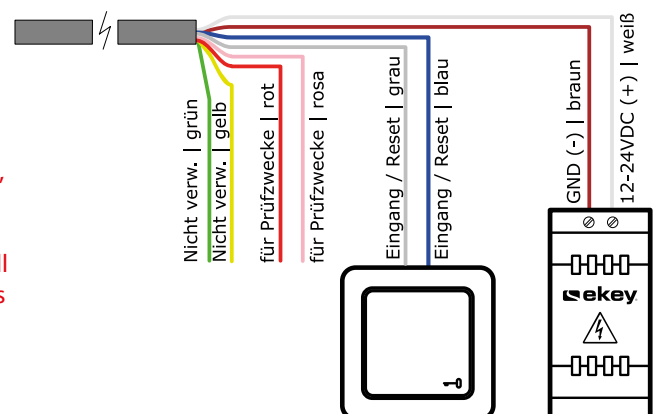 Nicht verw. | grün
Nicht verw. | gelb
für Prüfzwecke | rot
für Prüfzwecke | rosa
Eingang / Reset | grau
Eingang / Reset | blau
GND (-) | braun
12-24VDC (+) | weiß
ekey